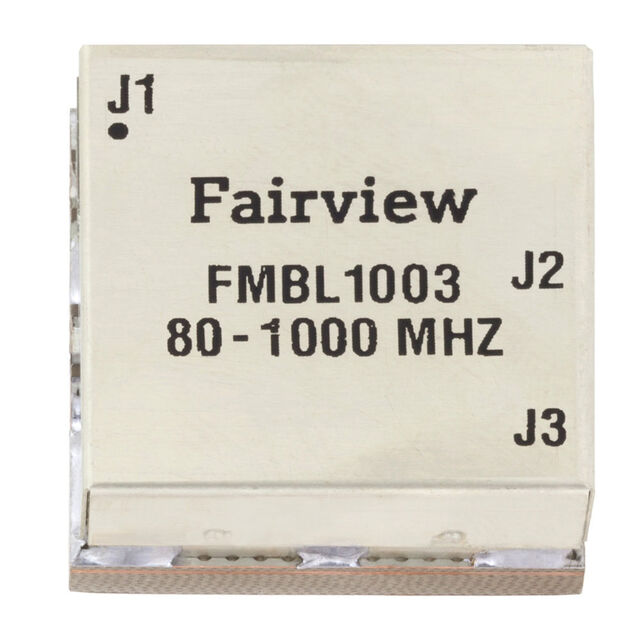 J1
Fairview
FMBL1003
J2
80-1000 MHZ
J3